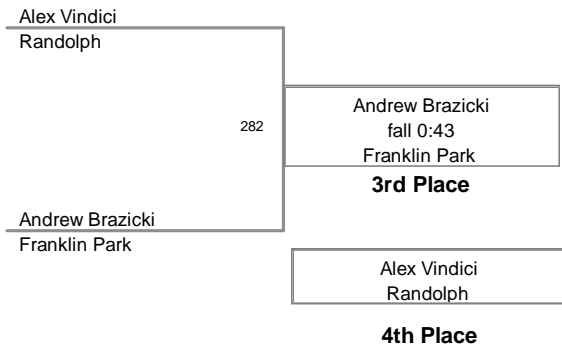 Alex Vindici
Randolph
282
Andrew Brazicki
fall 0:43
Franklin Park
3rd Place
Andrew Brazicki
Franklin Park
Alex Vindici
Randolph
4th Place